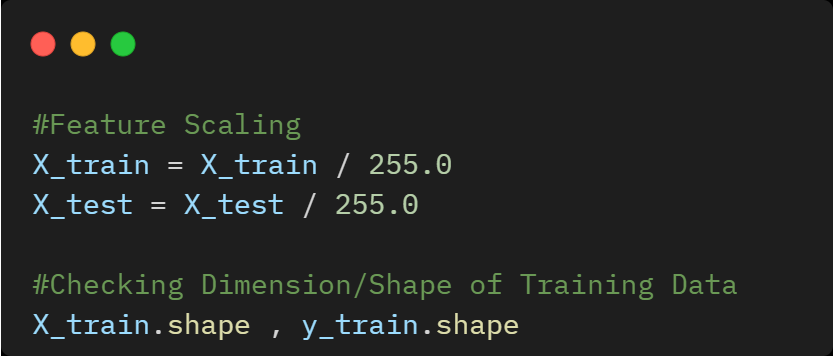 #Feature Scaling
X_train = X_train / 255.0
X_test = X_test / 255.0
#Checking Dimension/Shape of Training Data
X_train.shape , y_train.shape